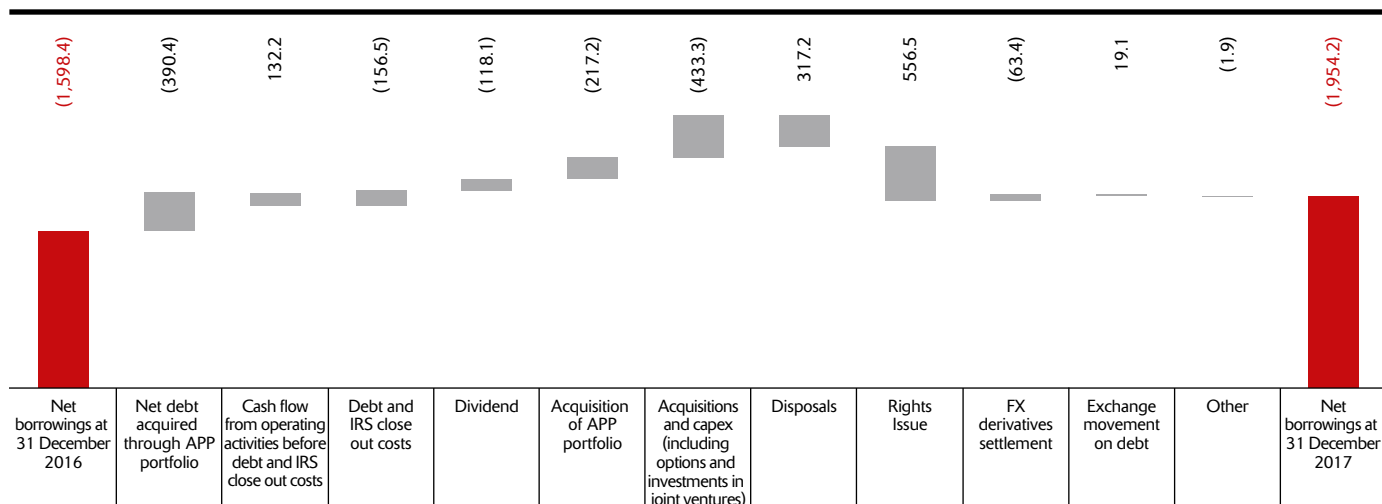 (1,598.4)
(390.4)
132.2
(156.5)
(118.1)
(217.2)
(433.3)
317.2
556.5
(63.4)
19.1
(1.9)
(1,954.2)
Net
borrowings at
31 December
2016
Net debt
acquired
through APP
portfolio
Cash flow
from operating
activities before
debt and IRS
close out costs
Debt and
IRS close
out costs
Dividend
Acquisition
of APP
portfolio
Acquisitions
and capex
(including
options and
investments in
joint ventures)
Disposals
Rights
Issue
FX
derivatives
settlement
Exchange
movement
on debt
Other
Net
borrowings at
31 December
2017